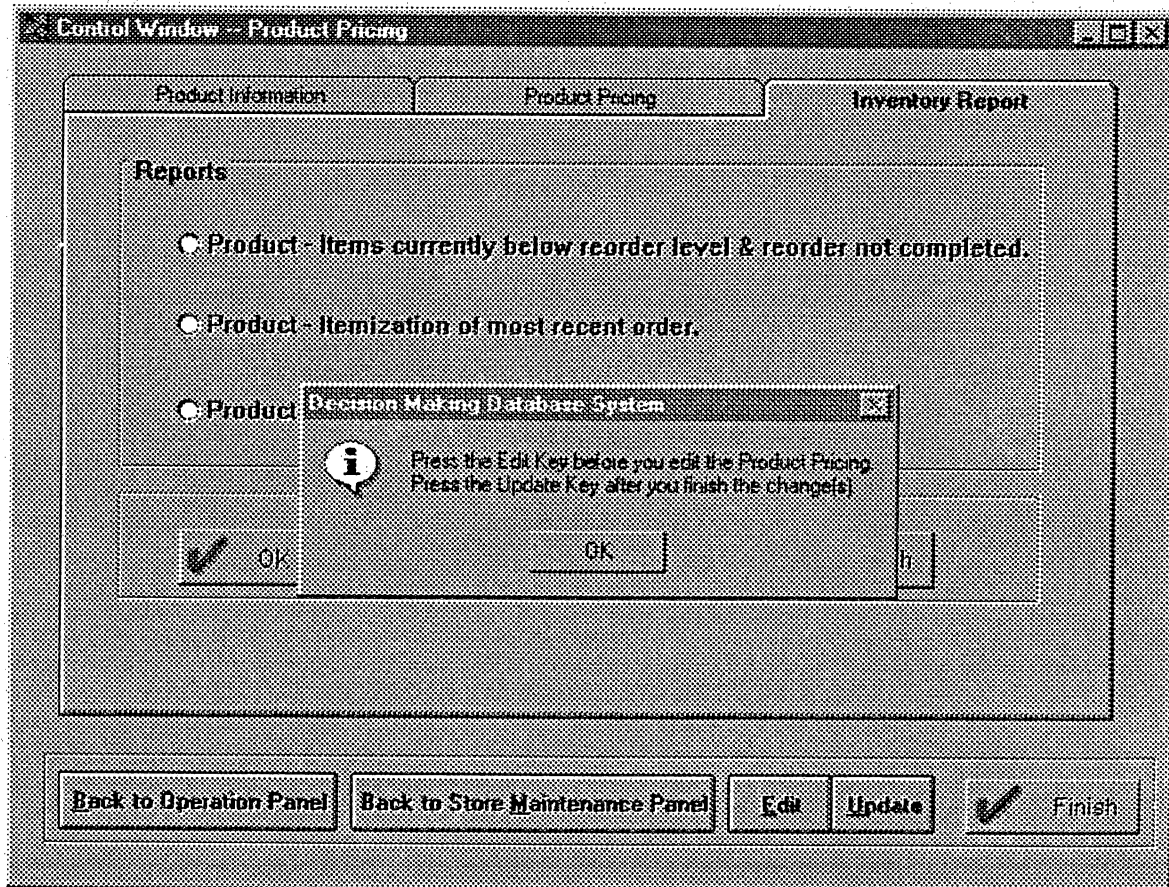 Control Window -- Product Pricing
Product Information
Product Pricing
Inventory Report
Reports
Product - Items currently below reorder level & reorder not completed.
Product - Itemization of most recent order.
Product
Decision Making Database System
Press the Edit Key before you edit the Product Pricing.
Press the Update Key after you finish the change(s)
OK
OK
h
Back to Operation Panel
Back to Store Maintenance Panel
Edit
Update
Finish